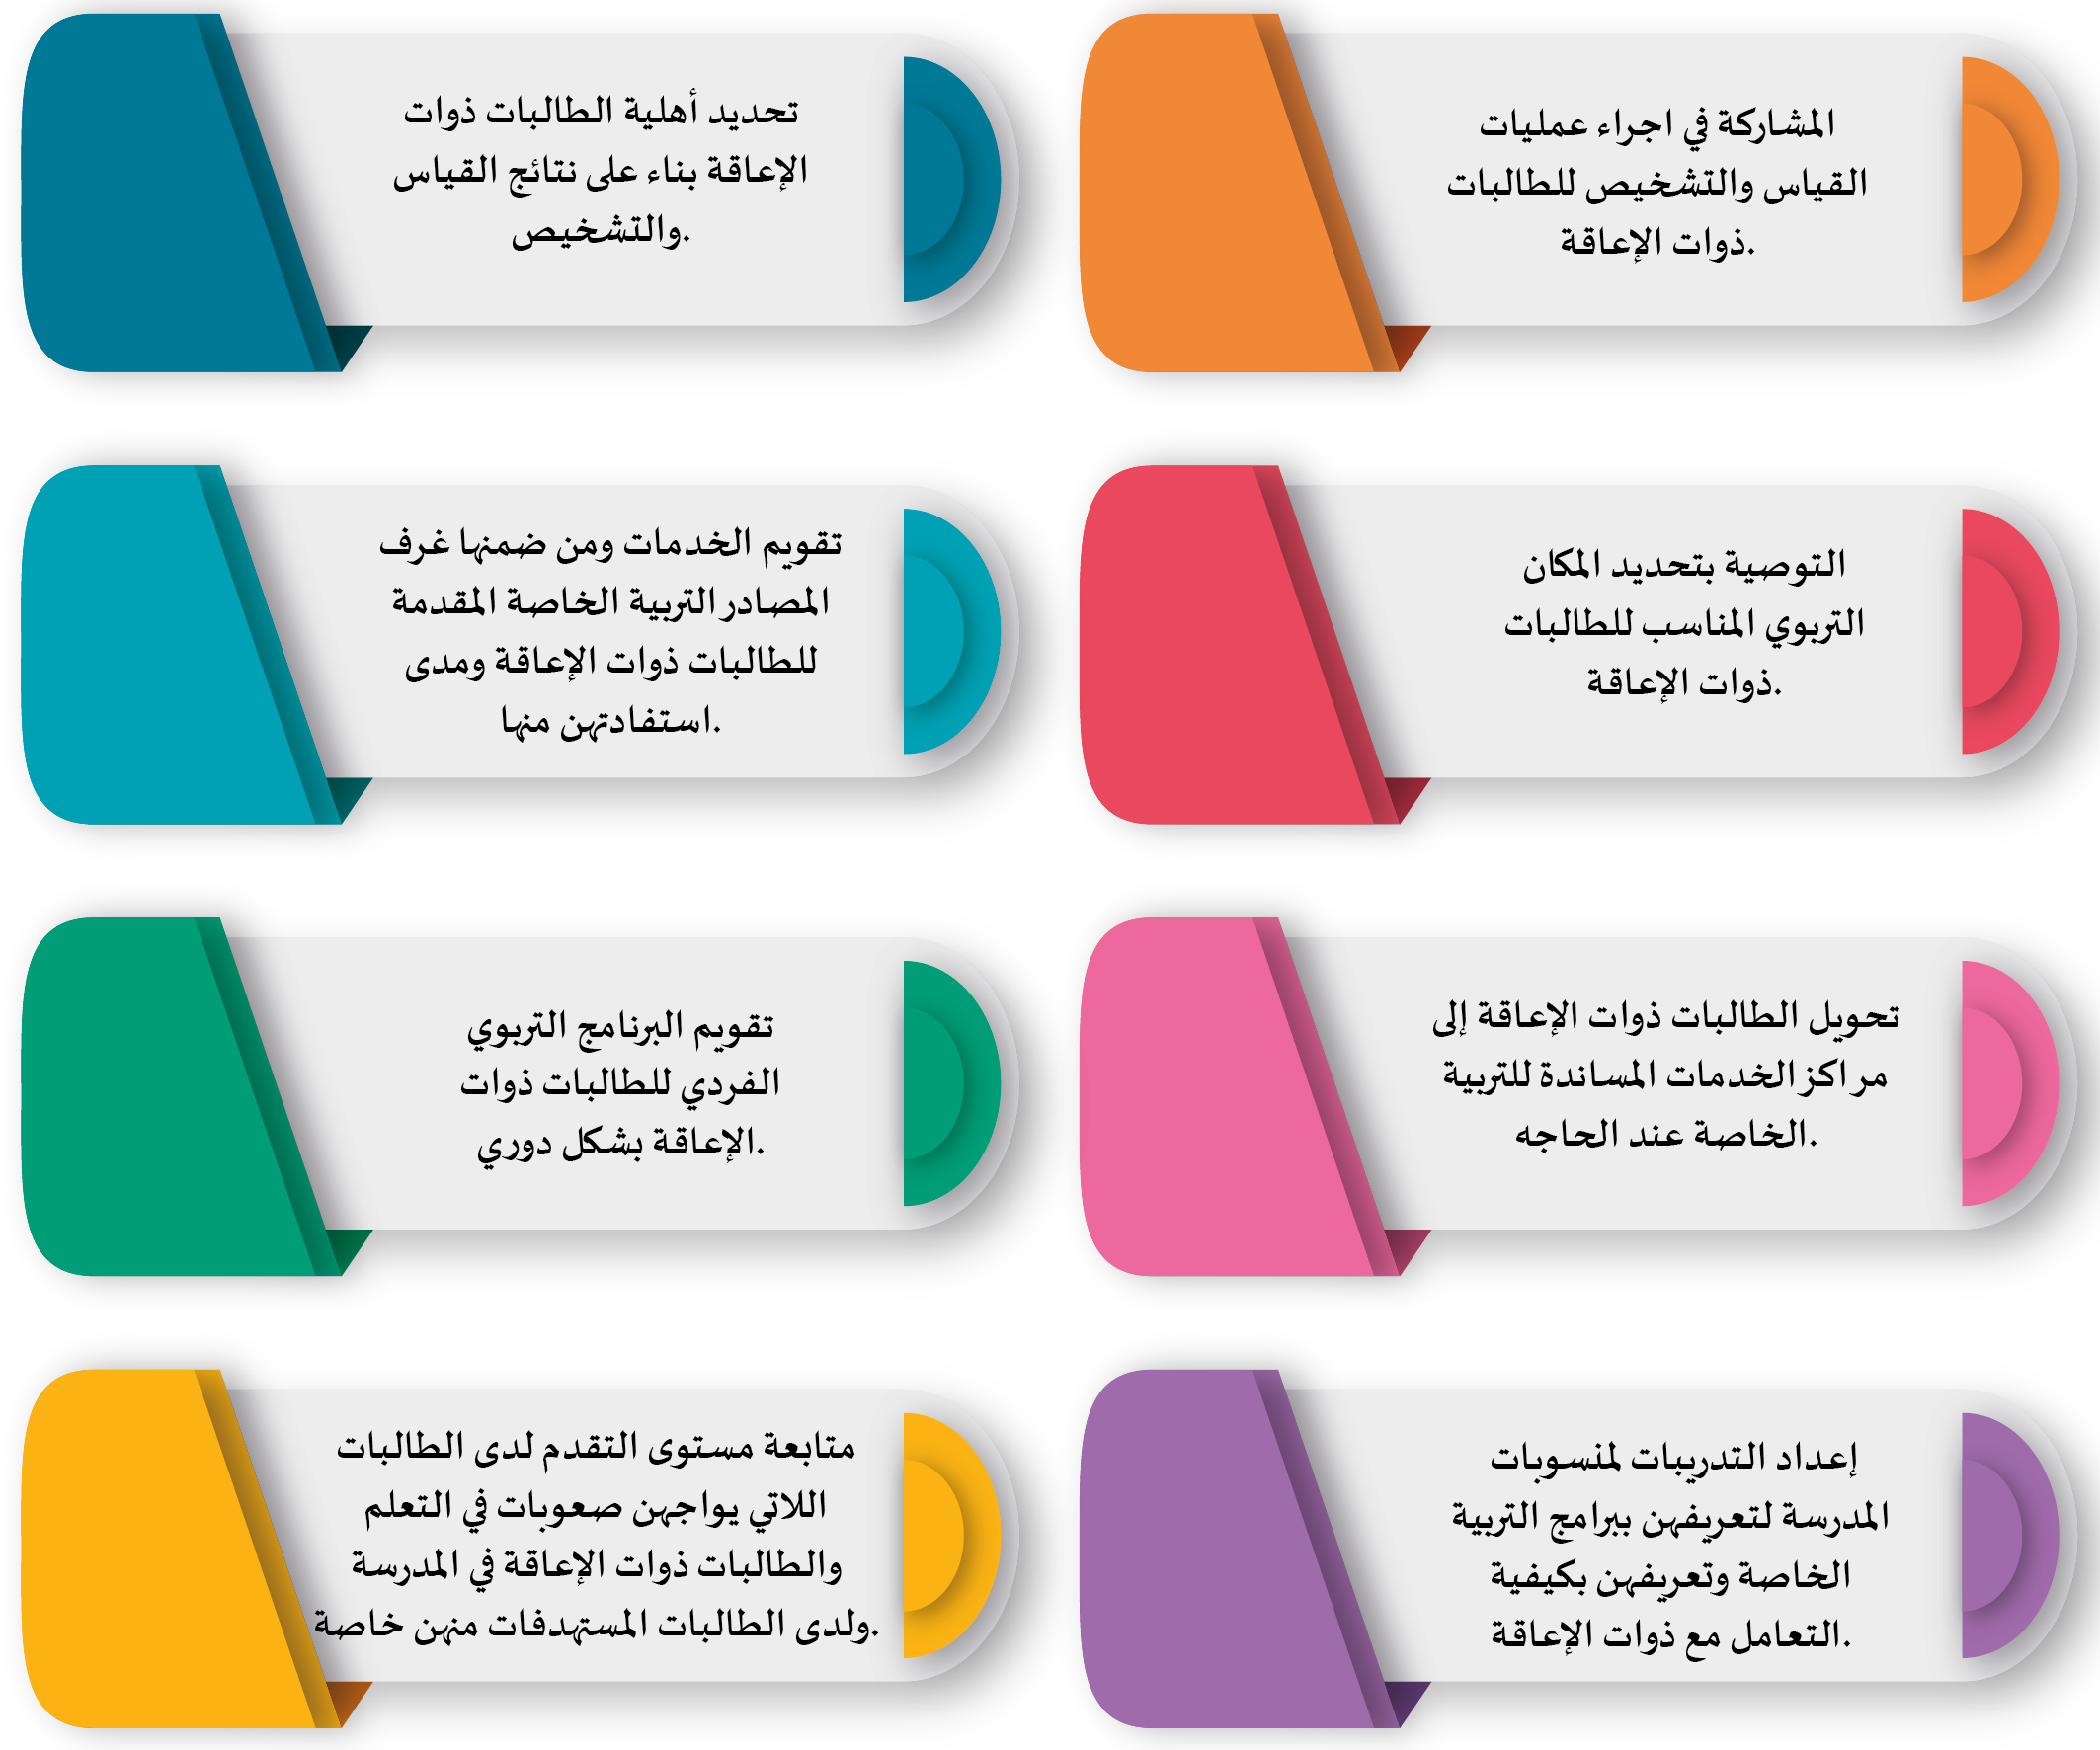 المشاركة في اجراء عمليات
القياس والتشخيص للطالبات
ذوات الإعاقة.
تحديد أهلية الطالبات ذوات
الإعاقة بناء على نتائج القياس
والتشخيص.
التوصية بتحديد المكان
التربوي المناسب للطالبات
ذوات الإعاقة.
تقويم الخدمات ومن ضمنها غرف
المصادر التربية الخاصة المقدمة
للطالبات ذوات الإعاقة ومدى
استفادتهن منها.
تحويل الطالبات ذوات الإعاقة إلى
مراكز الخدمات المساندة للتربية
الخاصة عند الحاجه.
تقويم البرنامج التربوي
الفردي للطالبات ذوات
الإعاقة بشكل دوري.
إعداد التدريبات لمنسوبات
المدرسة لتعريفهن ببرامج التربية
الخاصة وتعريفهن بكيفية
التعامل مع ذوات الإعاقة.
متابعة مستوى التقدم لدى الطالبات
اللاتي يواجهن صعوبات في التعلم
والطالبات ذوات الإعاقة في المدرسة
ولدى الطالبات المستهدفات منهن خاصة.